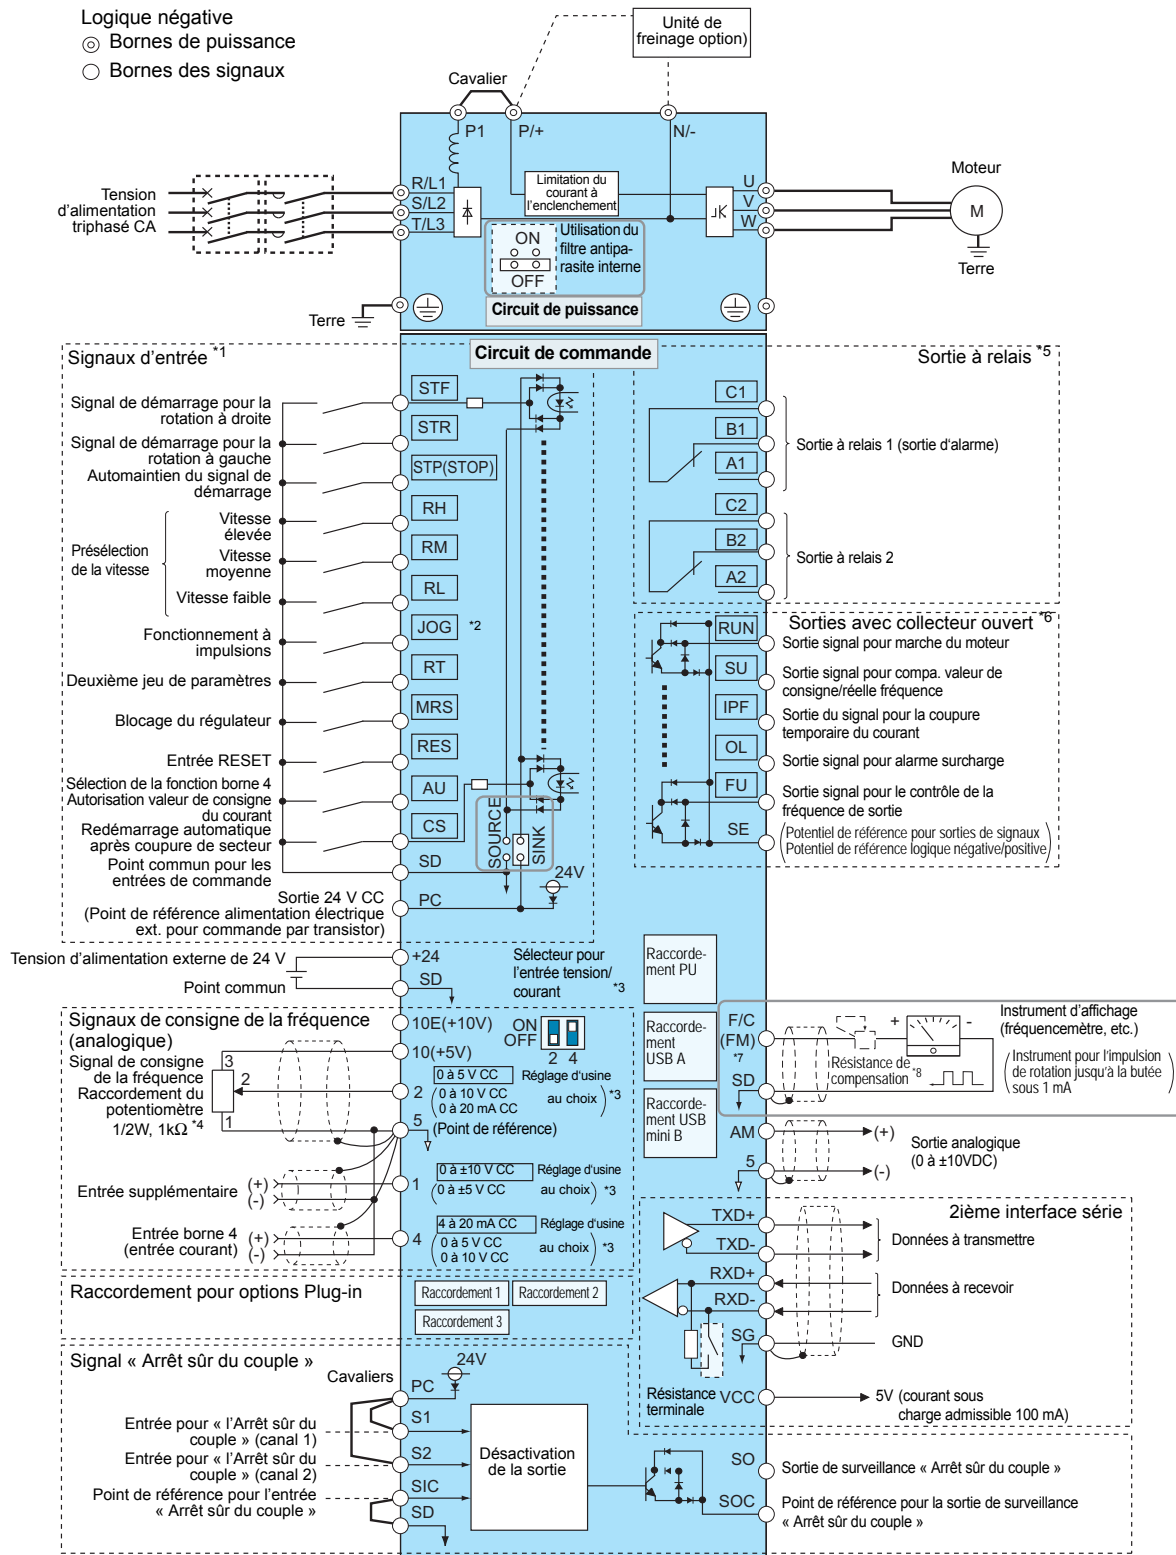 Logique négative
Bornes de puissance
Bornes des signaux
Unité de
freinage option)
Cavalier
P1
P/+
N/-
R/L1
S/L2
T/L3
Tension
d'alimentation
triphasé CA
Limitation du
courant à
l'enclenchement
U
V
W
Moteur
M
Terre
ON
OFF
Utilisation du
filtre antipa-
rasite interne
Circuit de puissance
Terre
Signaux d'entrée *1
Circuit de commande
Sortie à relais *5
Signal de démarrage pour la
rotation à droite
STF
Signal de démarrage pour la
rotation à gauche
STR
Automaintien du signal de
démarrage
STP(STOP)
Présélection
de la vitesse
Vitesse
élevée
RH
Vitesse
moyenne
RM
Vitesse faible
RL
Fonctionnement à
impulsions
JOG *2
Deuxième jeu de paramètres
RT
Blocage du régulateur
MRS
Entrée RESET
RES
Sélection de la fonction borne 4
Autorisation valeur de consigne
du courant
AU
Redémarrage automatique
après coupure de secteur
CS
Point commun pour les
entrées de commande
SD
Sortie 24 V CC
(Point de référence alimentation électrique
ext. pour commande par transistor)
PC
SOURCE
SINK
24V
C1
B1
A1
Sortie à relais 1 (sortie d'alarme)
C2
B2
A2
Sortie à relais 2
Sorties avec collecteur ouvert *6
RUN
Sortie signal pour marche du moteur
SU
Sortie signal pour compa. valeur de
consigne/réelle fréquence
IPF
Sortie du signal pour la coupure
temporaire du courant
OL
Sortie signal pour alarme surcharge
FU
Sortie signal pour le contrôle de la
fréquence de sortie
SE
(Potentiel de référence pour sorties de signaux
Potentiel de référence logique négative/positive)
Tension d'alimentation externe de 24 V
+24
Point commun
SD
Sélecteur pour
l'entrée tension/
courant *3
Raccorde-
ment PU
Raccorde-
ment
USB A
Raccorde-
ment USB
mini B
Signaux de consigne de la fréquence
(analogique)
10E(+10V)
ON
OFF
2 4
10(+5V)
Signal de consigne
de la fréquence
Raccordement du
potentiomètre
1/2W, 1kΩ *4
3
2
1
2
0 à 5 V CC Réglage d'usine
(0 à 10 V CC
0 à 20 mA CC au choix) *3
5
(Point de référence)
Entrée supplémentaire (+)
(-)
1
0 à ±10 V CC Réglage d'usine
(0 à ±5 V CC au choix) *3
Entrée borne 4
(entrée courant)
(+)
(-)
4
4 à 20 mA CC Réglage d'usine
(0 à 5 V CC
0 à 10 V CC au choix) *3
F/C
(FM)
*7
SD
+ -
Résistance de
compensation *8
Instrument d'affichage
(fréquencemètre, etc.)
(Instrument pour l'impulsion
de rotation jusqu'à la butée
sous 1 mA)
AM
(+)
5
(-)
Sortie analogique
(0 à ±10VDC)
2ième interface série
TXD+
TXD-
Données à transmettre
RXD+
RXD-
Données à recevoir
SG
GND
Résistance
terminale
VCC
5V (courant sous
charge admissible 100 mA)
Raccordement pour options Plug-in
Raccordement 1
Raccordement 2
Raccordement 3
Signal « Arrêt sûr du couple »
Cavaliers
24V
PC
Entrée pour « l'Arrêt sûr du
couple » (canal 1)
S1
Entrée pour « l'Arrêt sûr du
couple » (canal 2)
S2
Point de référence pour l'entrée
« Arrêt sûr du couple »
SIC
SD
Désactivation
de la sortie
SO
Sortie de surveillance « Arrêt sûr du couple »
SOC
Point de référence pour la sortie de surveillance
« Arrêt sûr du couple »